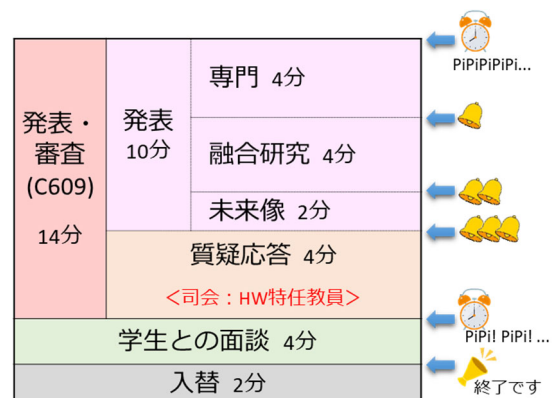 発表・
審査
(C609)
14分
発表
10分
専門 4分
融合研究 4分
未来像 2分
質疑応答 4分
＜司会：HW特任教員＞
学生との面談 4分
入替 2分
PiPiPiPiPi...
PiPi! PiPi! ...
終了です